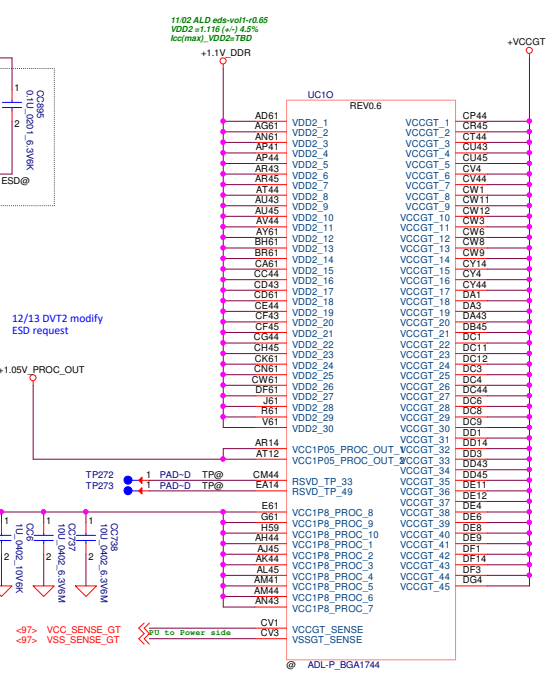 11/02 ALD eds-vol1-r0.65
VDD2 =1.116 (+/-) 4.5%
Icc(max)_VDD2=TBD
+1.1V_DDR
+VCCGT
1
CC895
0.1U_0201_6.3V6K
2
ESD@
12/13 DVT2 modify
ESD request
UC1O
REV0.6
AD61 VDD2_1 VCCGT_1 CP44
AG61 VDD2_2 VCCGT_2 CR45
AN61 VDD2_3 VCCGT_3 CT44
AP41 VDD2_4 VCCGT_4 CU43
AP44 VDD2_5 VCCGT_5 CU45
AR43 VDD2_6 VCCGT_6 CV4
AR45 VDD2_7 VCCGT_7 CV44
AT44 VDD2_8 VCCGT_8 CW1
AU43 VDD2_9 VCCGT_9 CW11
AU45 VDD2_10 VCCGT_10 CW12
AV44 VDD2_11 VCCGT_11 CW3
AY61 VDD2_12 VCCGT_12 CW6
BH61 VDD2_13 VCCGT_13 CW8
BR61 VDD2_14 VCCGT_14 CW9
CA61 VDD2_15 VCCGT_15 CY14
CC44 VDD2_16 VCCGT_16 CY4
CD43 VDD2_17 VCCGT_17 CY44
CD61 VDD2_18 VCCGT_18 DA1
CE44 VDD2_19 VCCGT_19 DA3
CF43 VDD2_20 VCCGT_20 DA43
CF45 VDD2_21 VCCGT_21 DB45
CG44 VDD2_22 VCCGT_22 DC1
CH45 VDD2_23 VCCGT_23 DC11
CK61 VDD2_24 VCCGT_24 DC12
CN61 VDD2_25 VCCGT_25 DC3
CW61 VDD2_26 VCCGT_26 DC4
DF61 VDD2_27 VCCGT_27 DC44
J61 VDD2_28 VCCGT_28 DC6
R61 VDD2_29 VCCGT_29 DC8
V61 VDD2_30 VCCGT_30 DC9
VCCGT_31 DD1
+1.05V_PROC_OUT
AR14 VCC1P05_PROC_OUT_1 VCCGT_32 DD14
AT12 VCC1P05_PROC_OUT_2 VCCGT_33 DD3
VCCGT_34 DD43
TP272 1 PAD~D TP@ CM44 RSVD_TP_33 VCCGT_35 DD45
TP273 1 PAD~D TP@ EA14 RSVD_TP_49 VCCGT_36 DE11
VCCGT_37 DE12
E61 VCC1P8_PROC_8 VCCGT_38 DE4
G61 VCC1P8_PROC_9 VCCGT_39 DE6
H59 VCC1P8_PROC_10 VCCGT_40 DE8
AH44 VCC1P8_PROC_1 VCCGT_41 DE9
AJ45 VCC1P8_PROC_2 VCCGT_42 DF1
AK44 VCC1P8_PROC_3 VCCGT_43 DF14
AL45 VCC1P8_PROC_4 VCCGT_44 DF3
AM41 VCC1P8_PROC_5 VCCGT_45 DG4
AM44 VCC1P8_PROC_6
AN43 VCC1P8_PROC_7
1 1 1
CC6
1U_0402_10V6K
CC737
10U_0402_6.3V6M
CC738
10U_0402_6.3V6M
2 2 2
<97> VCC_SENSE_GT PU to Power side CV1 VCCGT_SENSE
<97> VSS_SENSE_GT CV3 VSSGT_SENSE
@ ADL-P_BGA1744